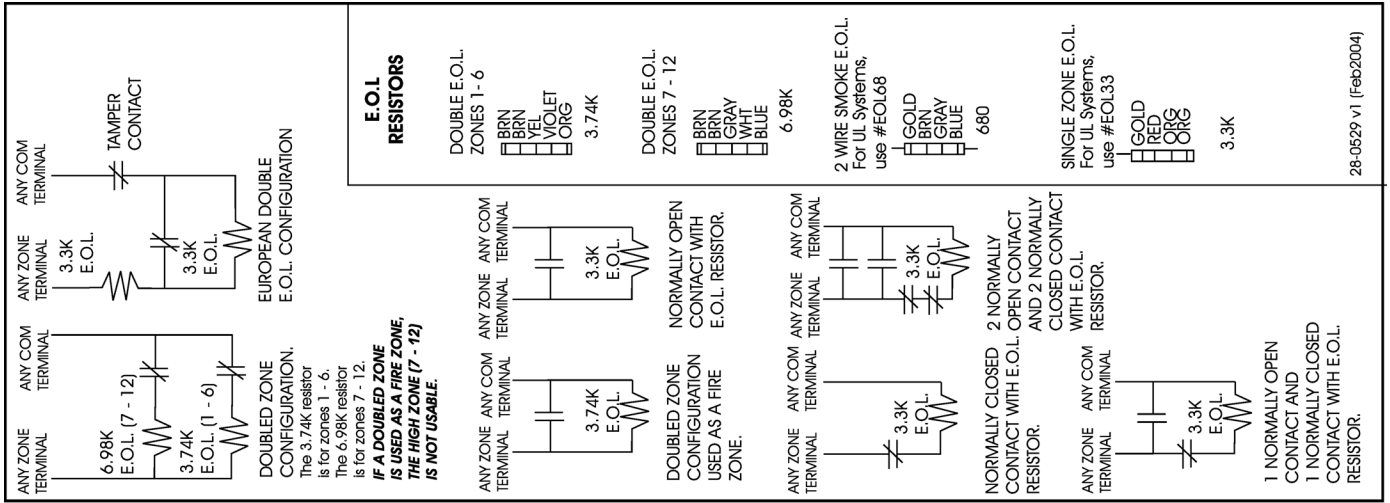 ANY ZONE
TERMINAL
ANY COM
TERMINAL
6.98K
E.O.L. (7 - 12)
3.74K
E.O.L. (1 - 6)
DOUBLED ZONE
CONFIGURATION.
The 3.74K resistor
is for zones 1 - 6.
The 6.98K resistor
is for zones 7 - 12.
IF A DOUBLED ZONE
IS USED AS A FIRE ZONE,
THE HIGH ZONE (7 - 12)
IS NOT USABLE.
ANY ZONE
TERMINAL
ANY COM
TERMINAL
3.3K
E.O.L.
TAMPER
CONTACT
3.3K
E.O.L.
EUROPEAN DOUBLE
E.O.L. CONFIGURATION
ANY ZONE
TERMINAL
ANY COM
TERMINAL
3.74K
E.O.L.
DOUBLED ZONE
CONFIGURATION
USED AS A FIRE
ZONE.
ANY ZONE
TERMINAL
ANY COM
TERMINAL
3.3K
E.O.L.
NORMALLY OPEN
CONTACT WITH
E.O.L. RESISTOR.
ANY ZONE
TERMINAL
ANY COM
TERMINAL
3.3K
E.O.L.
NORMALLY CLOSED
CONTACT WITH E.O.L.
RESISTOR.
ANY ZONE
TERMINAL
ANY COM
TERMINAL
3.3K
E.O.L.
2 NORMALLY
OPEN CONTACT
AND 2 NORMALLY
CLOSED CONTACT
WITH E.O.L.
RESISTOR.
ANY ZONE
TERMINAL
ANY COM
TERMINAL
3.3K
E.O.L.
1 NORMALLY OPEN
CONTACT AND
1 NORMALLY CLOSED
CONTACT WITH E.O.L.
RESISTOR.
E.O.L
RESISTORS
DOUBLE E.O.L.
ZONES 1 - 6
BRN
BRN
YEL
VIOLET
ORG
3.74K
DOUBLE E.O.L.
ZONES 7 - 12
BRN
BRN
GRAY
WHT
BLUE
6.98K
2 WIRE SMOKE E.O.L.
For UL Systems,
use #EOL68
GOLD
BRN
GRAY
BLUE
680
SINGLE ZONE E.O.L.
For UL Systems,
use #EOL33
GOLD
RED
ORG
ORG
3.3K
28-0529 v1 (Feb2004)